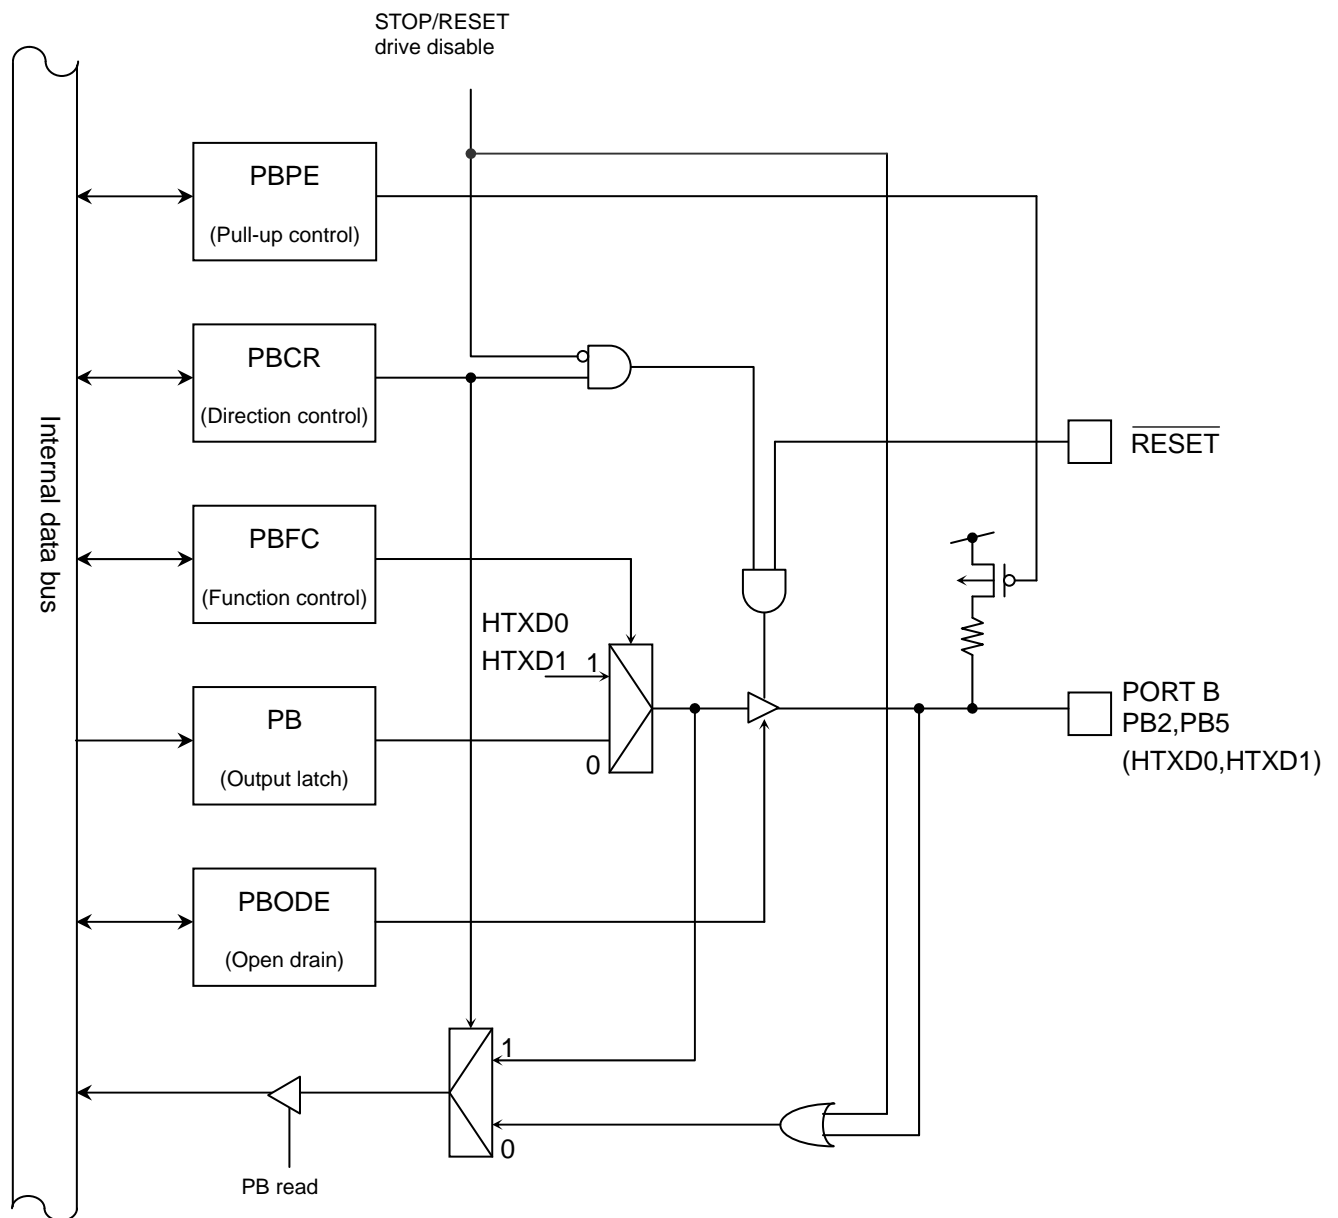 STOP/RESET
drive disable
PBPE
(Pull-up control)
PBCR
(Direction control)
RESET
Internal data bus
PBFC
(Function control)
HTXD0
HTXD1
1
PORT B
PB2,PB5
(HTXD0,HTXD1)
PB
(Output latch)
0
PBODE
(Open drain)
1
0
PB read